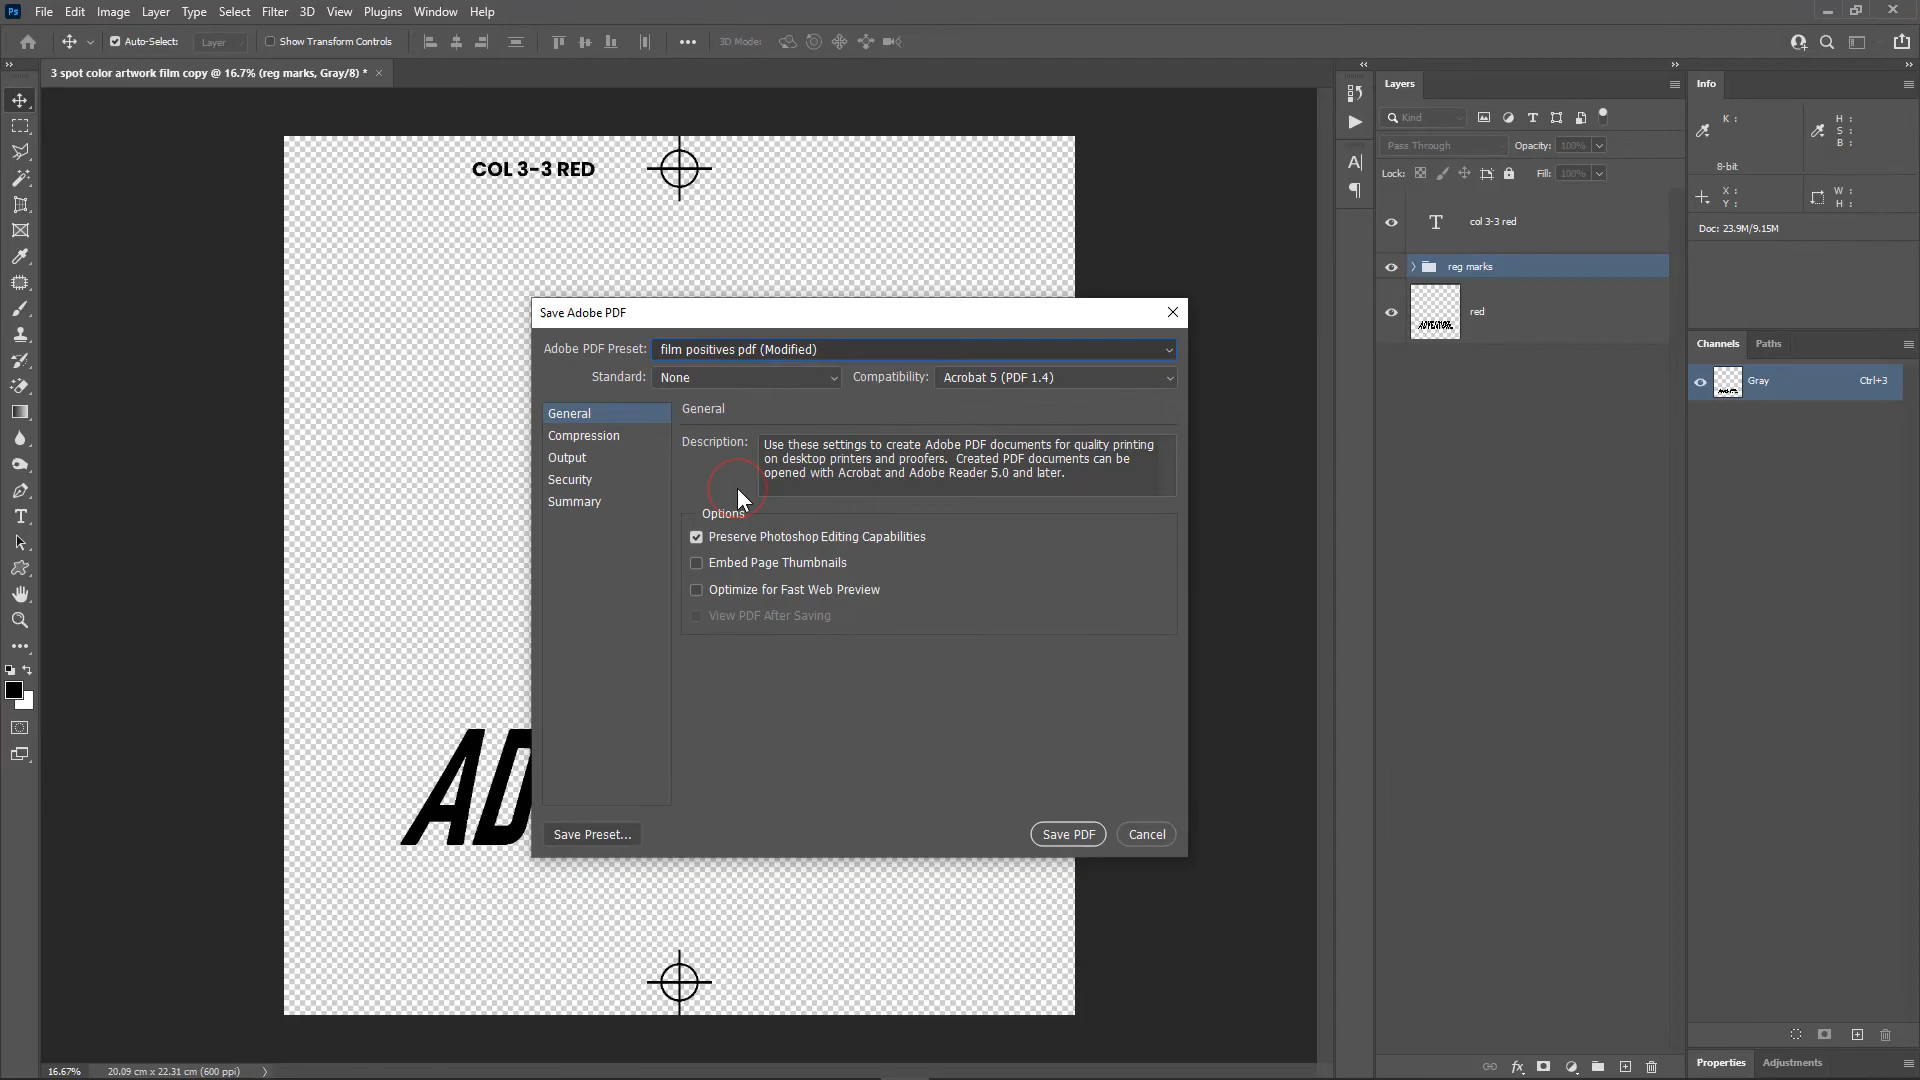 Ps File Edit Image Layer Type Select Filter 3D View Plugins Window Help
Auto-Select: Layer Show Transform Controls 3D Mode:
3 spot color artwork film copy @ 16.7% (reg marks, Gray/8) *
COL 3-3 RED
Save Adobe PDF
Adobe PDF Preset: film positives pdf (Modified)
Standard: None Compatibility: Acrobat 5 (PDF 1.4)
General
Compression
Output
Security
Summary
General
Description: Use these settings to create Adobe PDF documents for quality printing
on desktop printers and proofers. Created PDF documents can be
opened with Acrobat and Adobe Reader 5.0 and later.
Options
Preserve Photoshop Editing Capabilities
Embed Page Thumbnails
Optimize for Fast Web Preview
View PDF After Saving
Save Preset... Save PDF Cancel
AD
16.67% 20.09 cm x 22.31 cm (600 ppi)
Layers
Kind
Pass Through Opacity: 100%
Lock: Fill: 100%
T col 3-3 red
reg marks
red
Info
K : H :
S :
B :
8-bit
X : W :
Y : H :
Doc: 23.9M/9.15M
Channels Paths
Gray Ctrl+3
Properties Adjustments